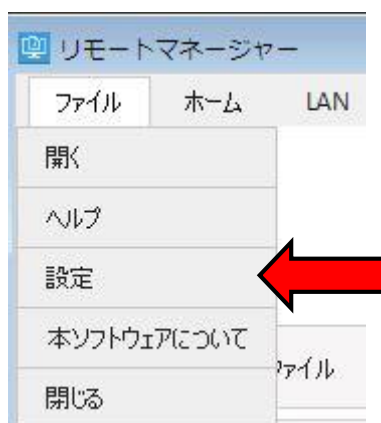 リモートマネージャー
ファイル ホーム LAN
開く
ヘルプ
設定
本ソフトウェアについて
ファイル
閉じる